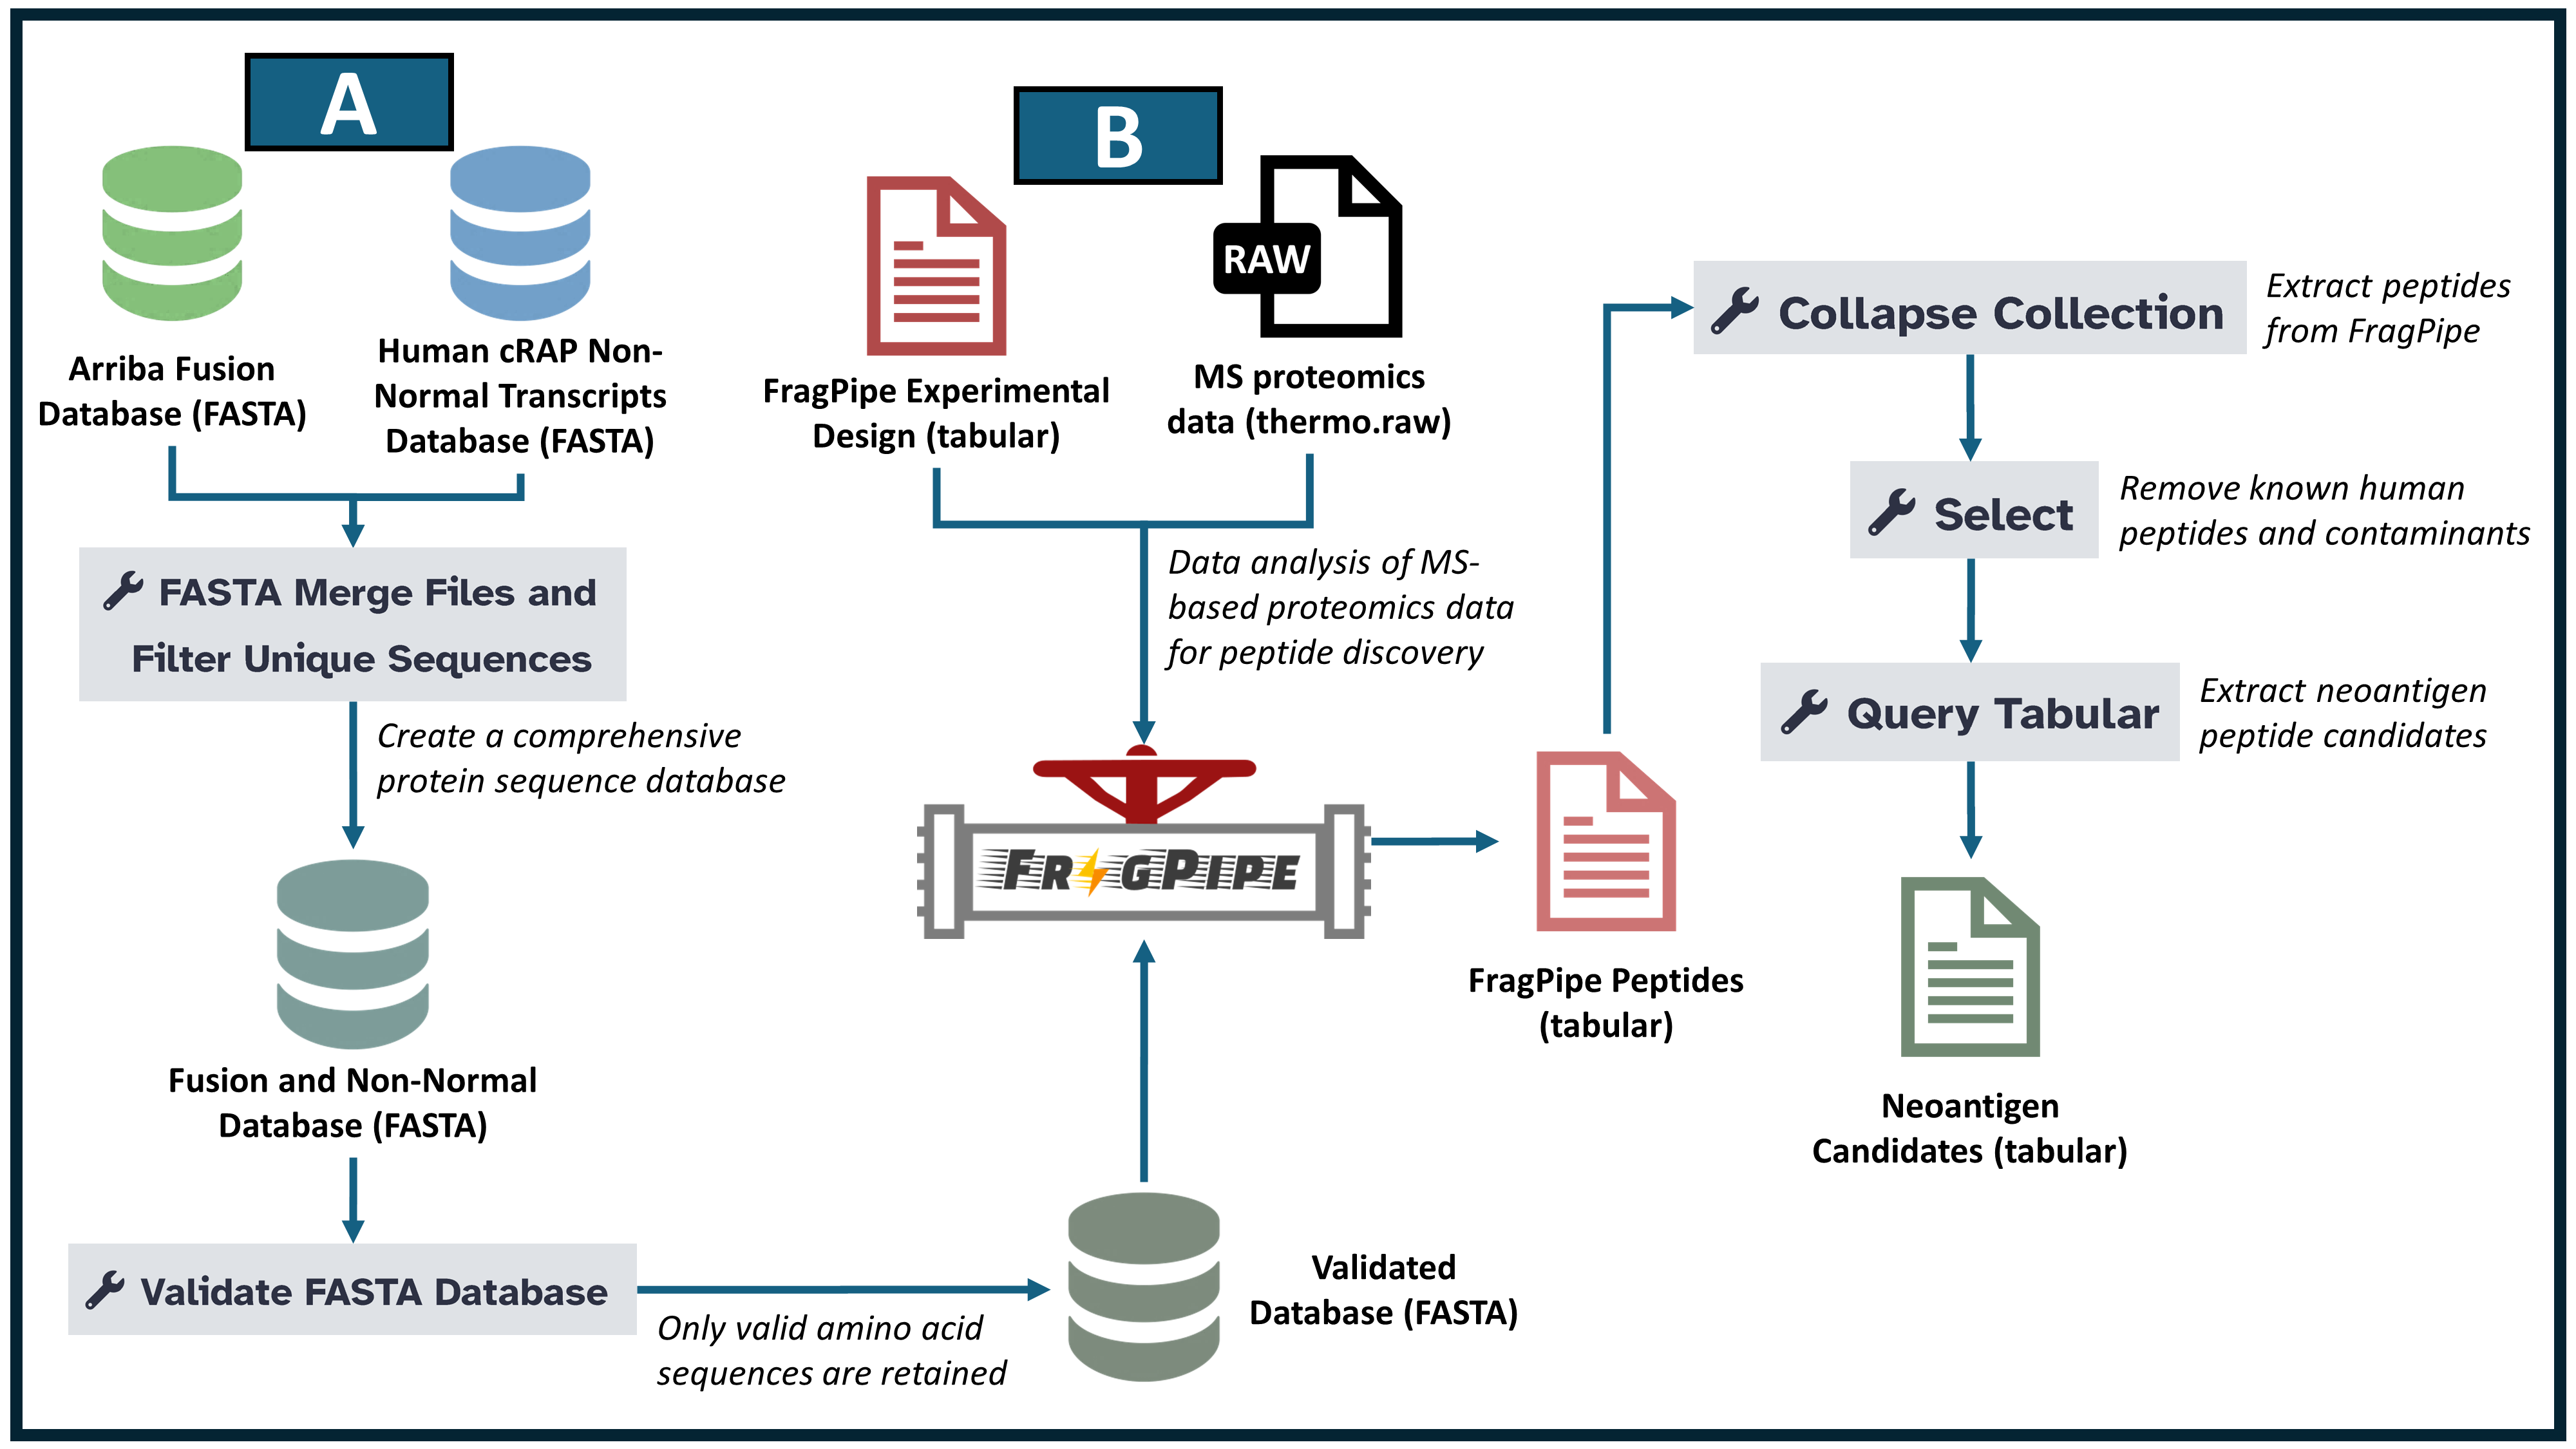 A
Arriba Fusion
Database (FASTA)
Human cRAP Non-
Normal Transcripts
Database (FASTA)
FASTA Merge Files and
Filter Unique Sequences
Create a comprehensive
protein sequence database
Fusion and Non-Normal
Database (FASTA)
Validate FASTA Database
Only valid amino acid
sequences are retained
Validated
Database (FASTA)
B
FragPipe Experimental
Design (tabular)
RAW
MS proteomics
data (thermo.raw)
Data analysis of MS-
based proteomics data
for peptide discovery
FRAGPIPE
FragPipe Peptides
(tabular)
Collapse Collection
Extract peptides
from FragPipe
Select
Remove known human
peptides and contaminants
Query Tabular
Extract neoantigen
peptide candidates
Neoantigen
Candidates (tabular)